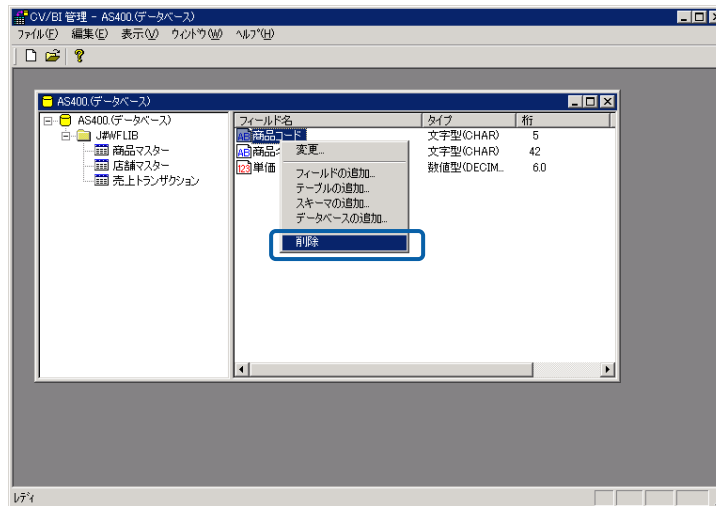 CV/BI 管理 - AS400.(データベース)
ファイル(F) 編集(E) 表示(V) ウィンドウ(W) ヘルプ(H)
AS400.(データベース)
AS400.(データベース)
J#WFLIB
商品マスター
店舗マスター
売上トランザクション
フィールド名 タイプ 桁
商品コード 文字型(CHAR) 5
商品 文字型(CHAR) 42
単価 数値型(DECIM... 6.0
変更...
フィールドの追加...
テーブルの追加...
スキーマの追加...
データベースの追加...
削除
レディ